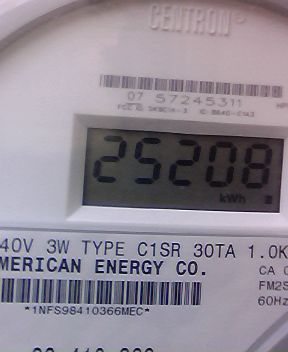 CENTRON®
07 57245311
25208
kWh
40V 3W TYPE C1SR 30TA 1.0K
MERICAN ENERGY CO.
CA 0
FM2S
60Hz
*1NFS98410366MEC*